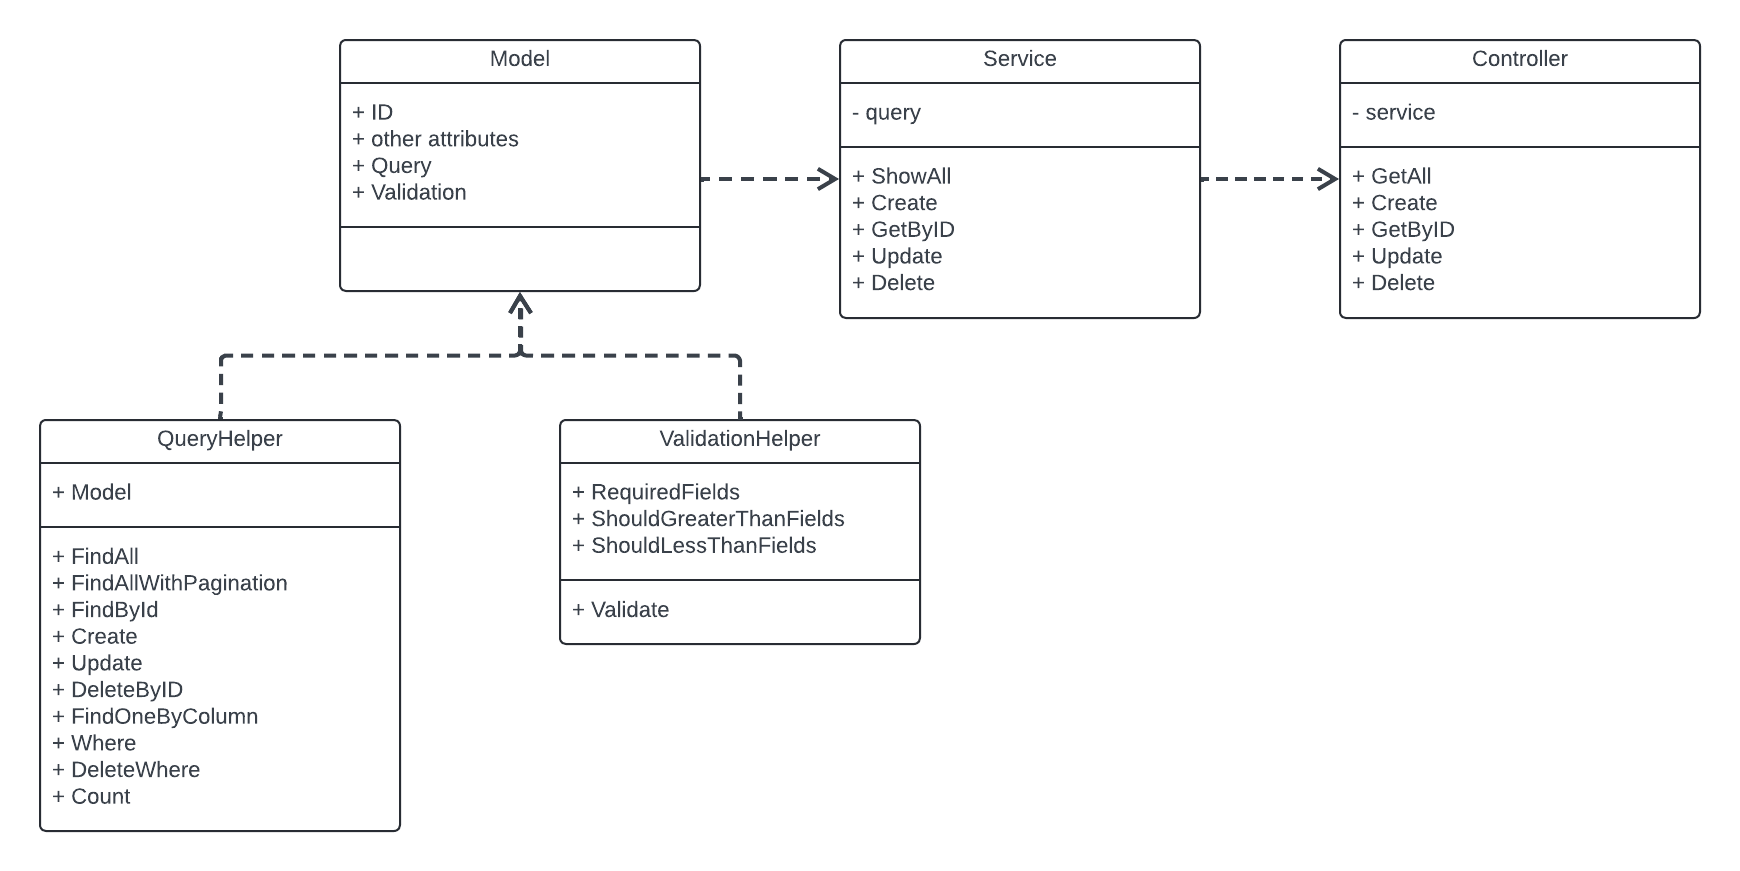 Model
+ ID
+ other attributes
+ Query
+ Validation
Service
- query
+ ShowAll
+ Create
+ GetByID
+ Update
+ Delete
Controller
- service
+ GetAll
+ Create
+ GetByID
+ Update
+ Delete
QueryHelper
+ Model
+ FindAll
+ FindAllWithPagination
+ FindById
+ Create
+ Update
+ DeleteByID
+ FindOneByColumn
+ Where
+ DeleteWhere
+ Count
ValidationHelper
+ RequiredFields
+ ShouldGreaterThanFields
+ ShouldLessThanFields
+ Validate